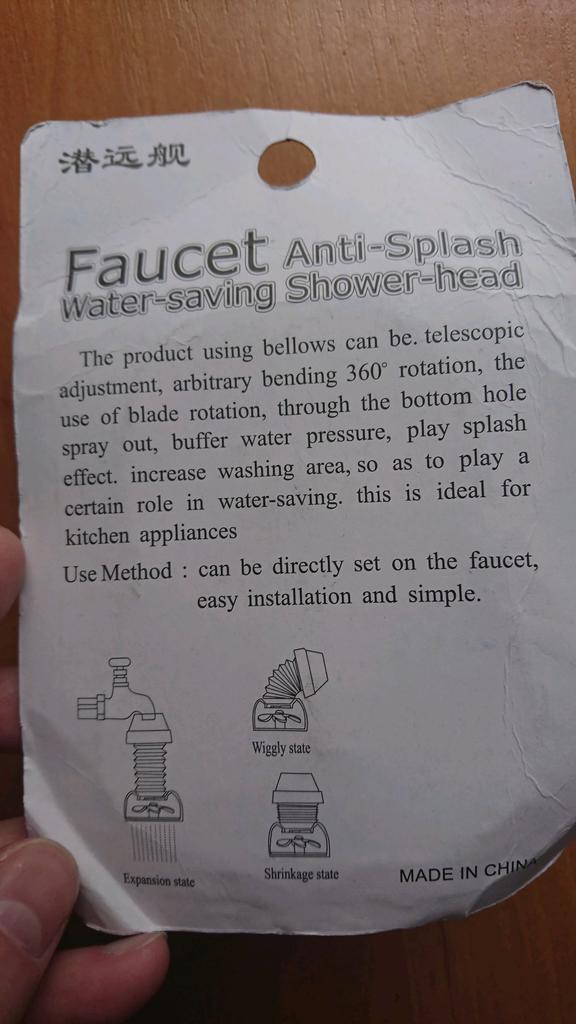 潜远舰
Faucet Anti-Splash
Water-saving Shower-head
The product using bellows can be. telescopic
adjustment, arbitrary bending 360° rotation, the
use of blade rotation, through the bottom hole
spray out, buffer water pressure, play splash
effect. increase washing area, so as to play a
certain role in water-saving. this is ideal for
kitchen appliances
Use Method : can be directly set on the faucet,
easy installation and simple.
Wiggly state
Expansion state
Shrinkage state
MADE IN CHINA